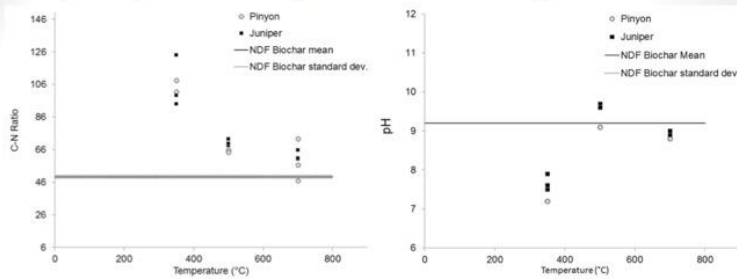 146
126
106
86
66
46
26
6
C-N Ratio
0
200
400
600
800
Temperature (°C)
Pinyon
Juniper
NDF Biochar mean
NDF Biochar standard dev.
12
11
10
9
8
7
6
pH
0
200
400
600
800
Temperature (°C)
Pinyon
Juniper
NDF Biochar Mean
NDF Biochar standard dev